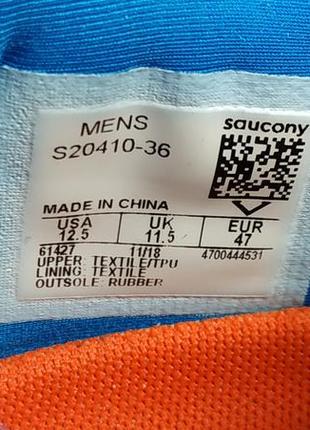 MENS
saucony
S20410-36
MADE IN CHINA
USA UK EUR
12.5 11.5 47
61427 11/18 4700444531
UPPER: TEXTILE/TPU
LINING: TEXTILE
OUTSOLE: RUBBER